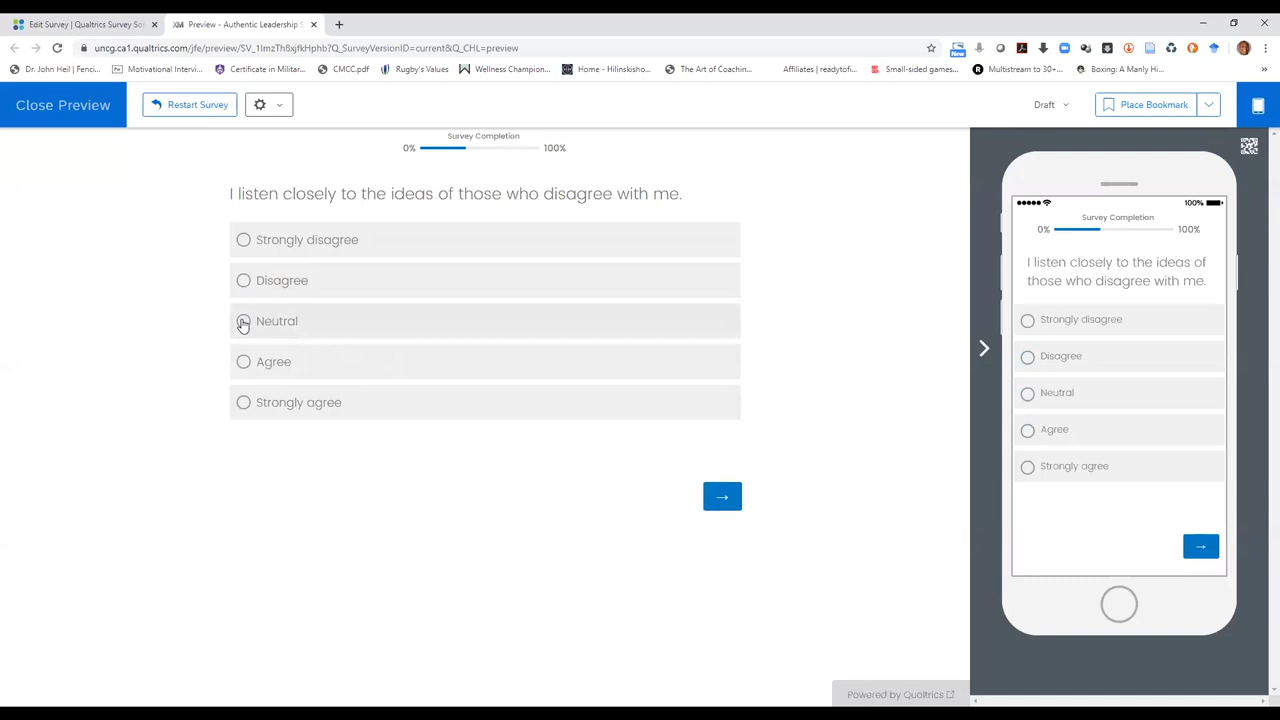 Edit Survey | Qualtrics Survey Sol
Preview - Authentic Leadership S
uncg.ca1.qualtrics.com/jfe/preview/SV_1ImzTh8xjfkHphb?Q_SurveyVersionID=current&Q_CHL=preview
New
Dr. John Heil | Fenci...
Motivational Intervi...
Certificate in Militar...
CMCC.pdf
Rugby's Values
Wellness Champion...
Home - Hilinskisho...
The Art of Coachin...
Affiliates | readytofi...
Small-sided games...
Multistream to 30+...
Boxing: A Manly Hi...
Close Preview
Restart Survey
Draft
Place Bookmark
Survey Completion
0% 100%
I listen closely to the ideas of those who disagree with me.
Strongly disagree
Disagree
Neutral
Agree
Strongly agree
→
Powered by Qualtrics
100%
Survey Completion
0% 100%
I listen closely to the ideas of
those who disagree with me.
Strongly disagree
Disagree
Neutral
Agree
Strongly agree
→